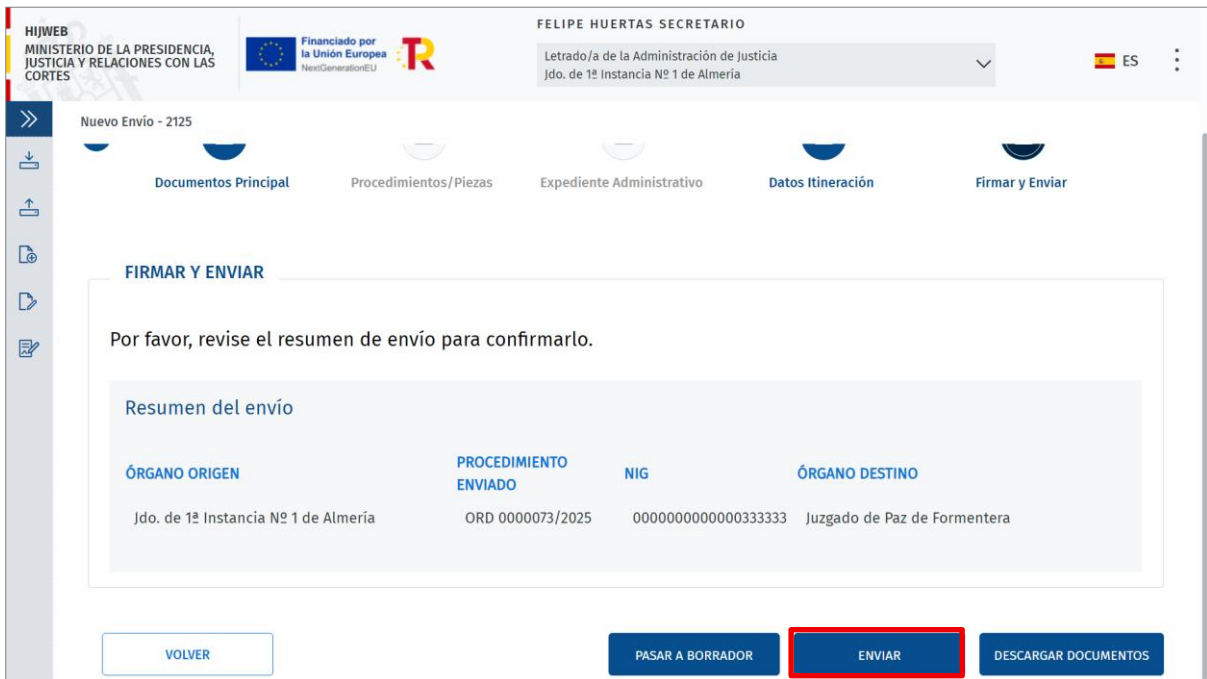 HIJWEB
MINISTERIO DE LA PRESIDENCIA,
JUSTICIA Y RELACIONES CON LAS
CORTES
Financiado por
la Unión Europea
NextGenerationEU
R
FELIPE HUERTAS SECRETARIO
Letrado/a de la Administración de Justicia
Jdo. de 1ª Instancia Nº 1 de Almería
ES
Nuevo Envío - 2125
Documentos Principal
Procedimientos/Piezas
Expediente Administrativo
Datos Itineración
Firmar y Enviar
FIRMAR Y ENVIAR
Por favor, revise el resumen de envío para confirmarlo.
Resumen del envío
ÓRGANO ORIGEN
PROCEDIMIENTO
ENVIADO
NIG
ÓRGANO DESTINO
Jdo. de 1ª Instancia Nº 1 de Almería
ORD 0000073/2025
0000000000000333333
Juzgado de Paz de Formentera
VOLVER
PASAR A BORRADOR
ENVIAR
DESCARGAR DOCUMENTOS